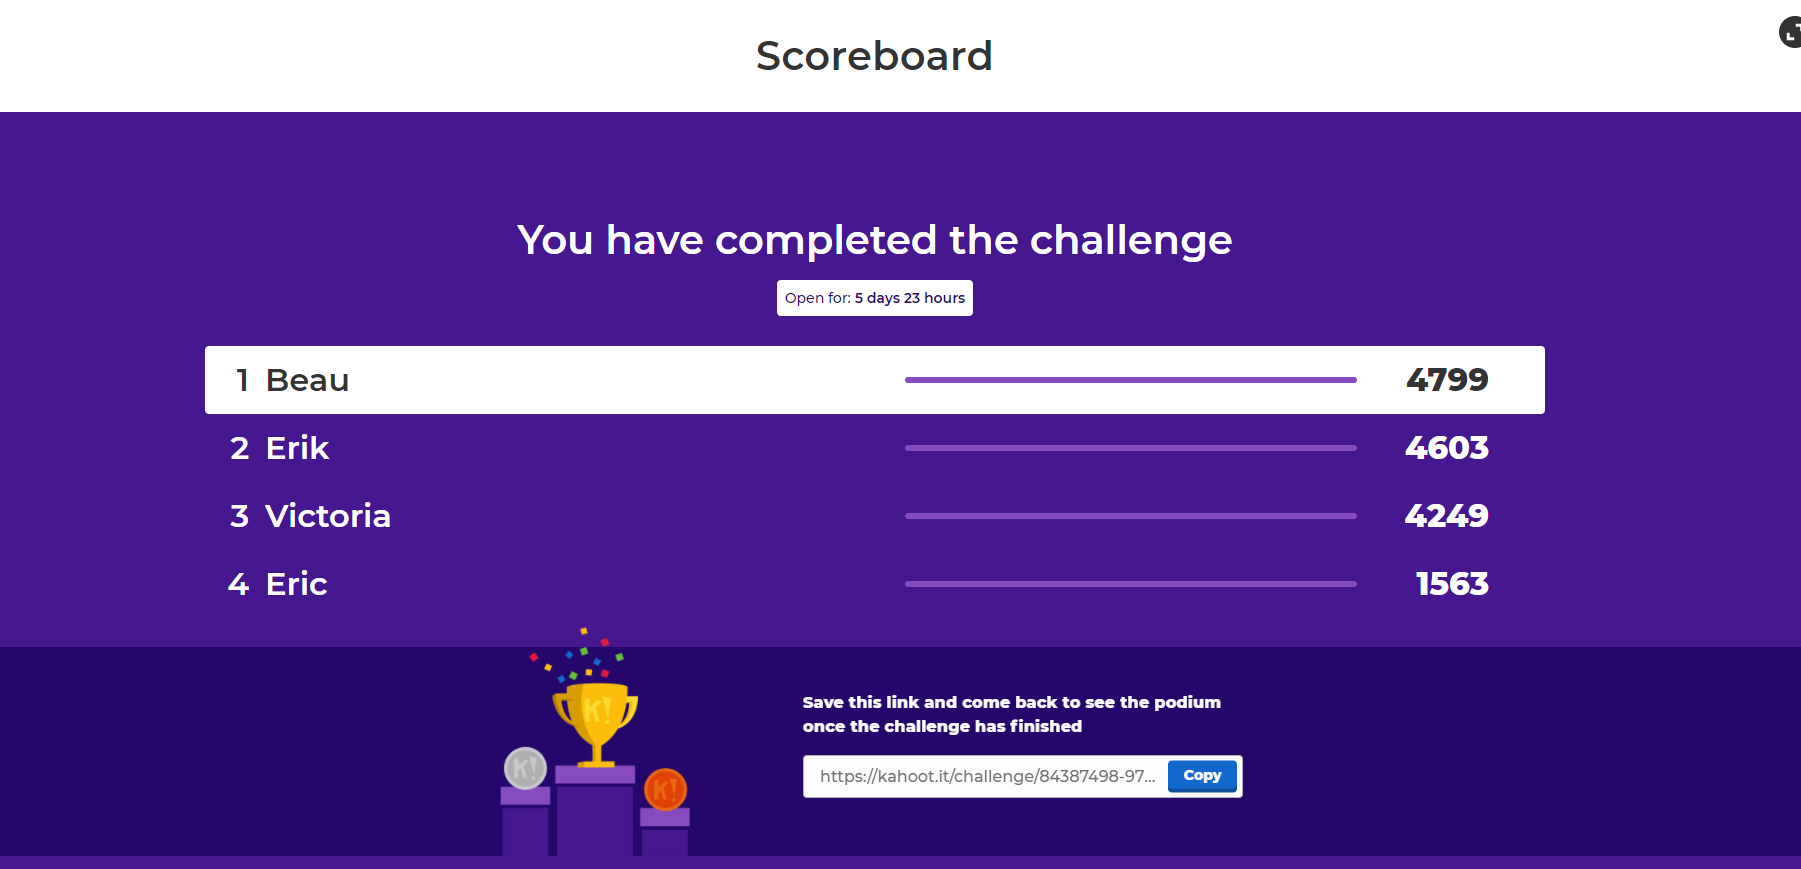 Scoreboard
You have completed the challenge
Open for: 5 days 23 hours
1 Beau 4799
2 Erik 4603
3 Victoria 4249
4 Eric 1563
K!
K!
K!
Save this link and come back to see the podium
once the challenge has finished
https://kahoot.it/challenge/84387498-97... Copy